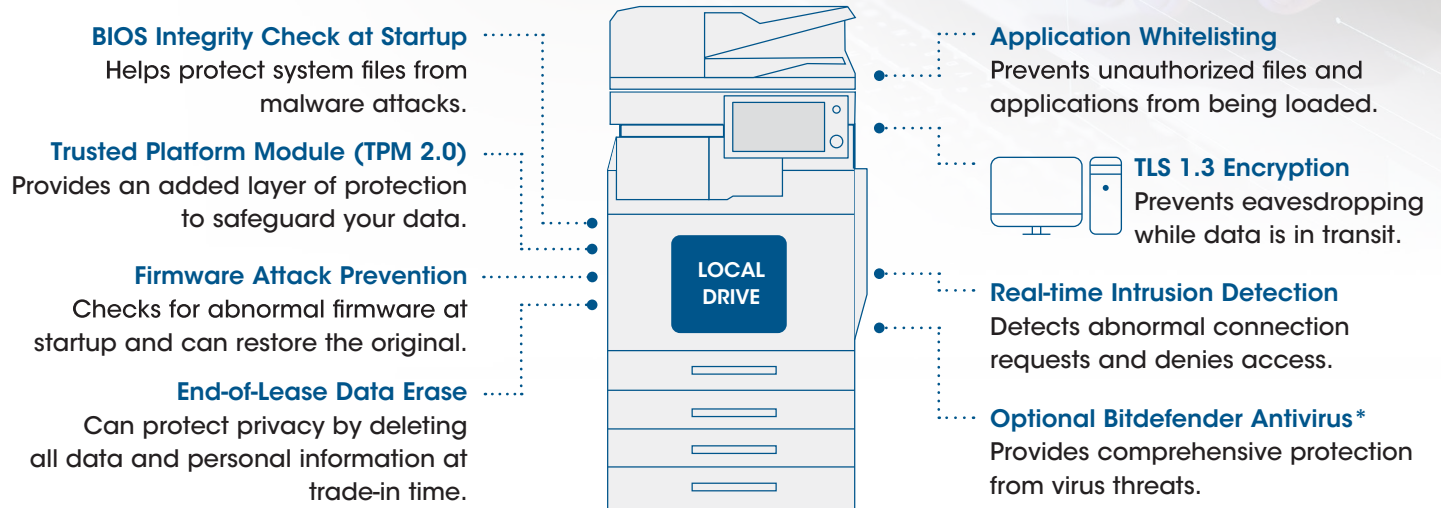 BIOS Integrity Check at Startup
Helps protect system files from
malware attacks.
Trusted Platform Module (TPM 2.0)
Provides an added layer of protection
to safeguard your data.
Firmware Attack Prevention
Checks for abnormal firmware at
startup and can restore the original.
End-of-Lease Data Erase
Can protect privacy by deleting
all data and personal information at
trade-in time.
LOCAL
DRIVE
Application Whitelisting
Prevents unauthorized files and
applications from being loaded.
TLS 1.3 Encryption
Prevents eavesdropping
while data is in transit.
Real-time Intrusion Detection
Detects abnormal connection
requests and denies access.
Optional Bitdefender Antivirus*
Provides comprehensive protection
from virus threats.